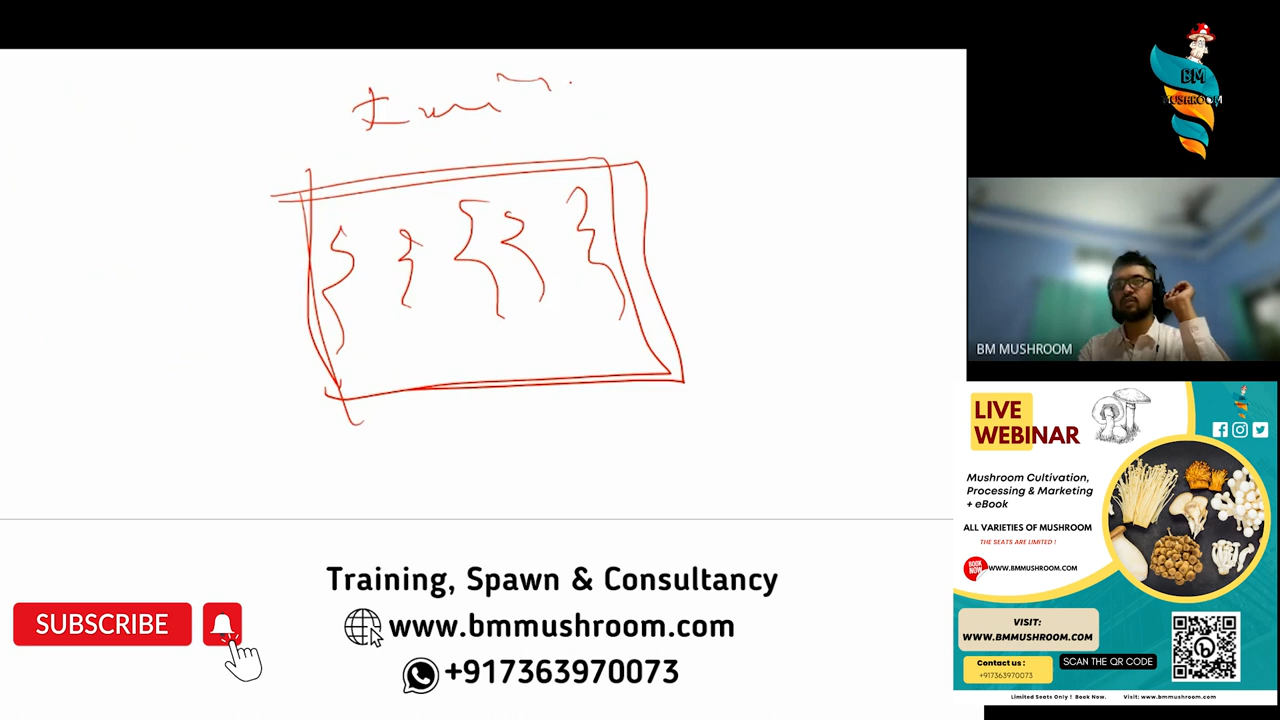 BM
MUSHROOM
BM MUSHROOM
LIVE
WEBINAR
Mushroom Cultivation,
Processing & Marketing
+ eBook
ALL VARIETIES OF MUSHROOM
THE SEATS ARE LIMITED !
BOOK
NOW
WWW.BMMUSHROOM.COM
VISIT:
WWW.BMMUSHROOM.COM
Contact us :
+917363970073
SCAN THE QR CODE
Limited Seats Only ! Book Now. Visit: www.bmmushroom.com
Training, Spawn & Consultancy
SUBSCRIBE
www.bmmushroom.com
+917363970073